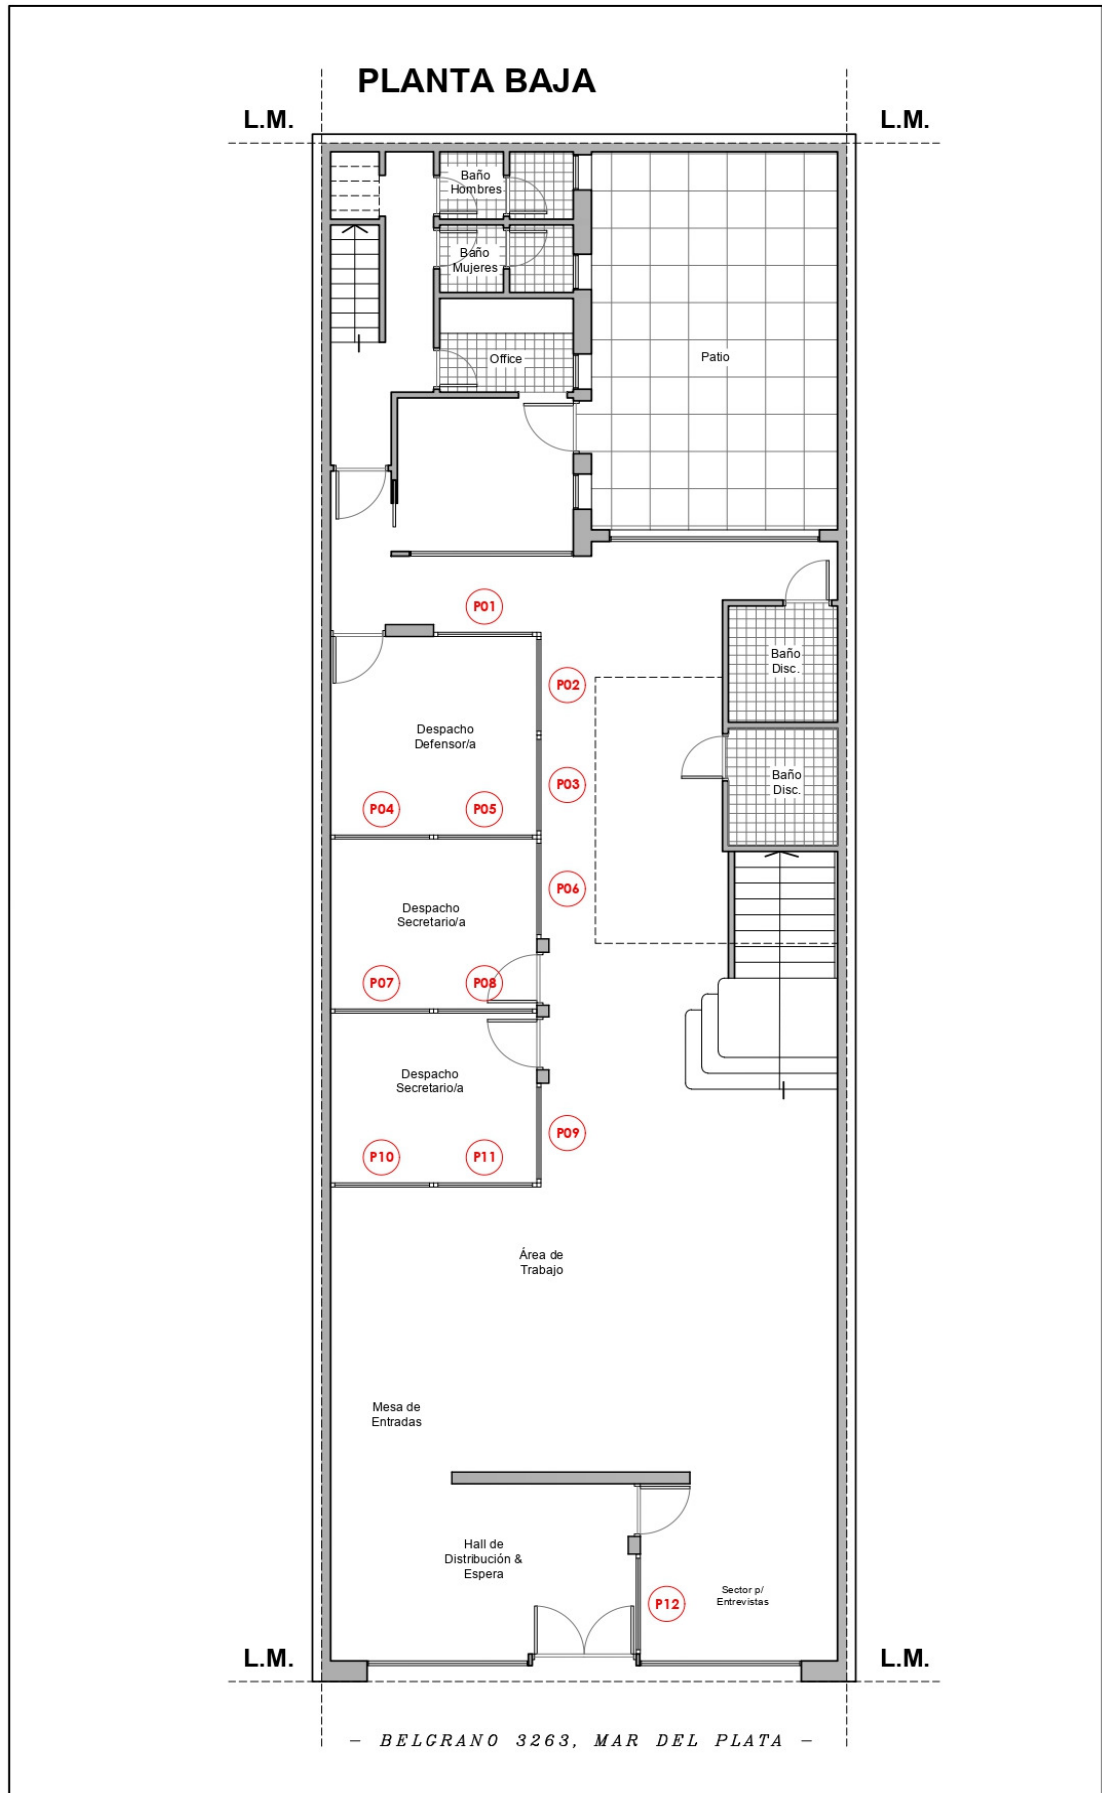 PLANTA BAJA
L.M.
L.M.
Baño
Hombres
Baño
Mujeres
Office
Patio
P01
Baño
Disc.
P02
Despacho
Defensor/a
Baño
Disc.
P03
P04
P05
P06
Despacho
Secretario/a
P07
P08
Despacho
Secretario/a
P09
P10
P11
Área de
Trabajo
Mesa de
Entradas
Hall de
Distribución &
Espera
Sector p/
Entrevistas
P12
L.M.
L.M.
— BELGRANO 3263, MAR DEL PLATA —